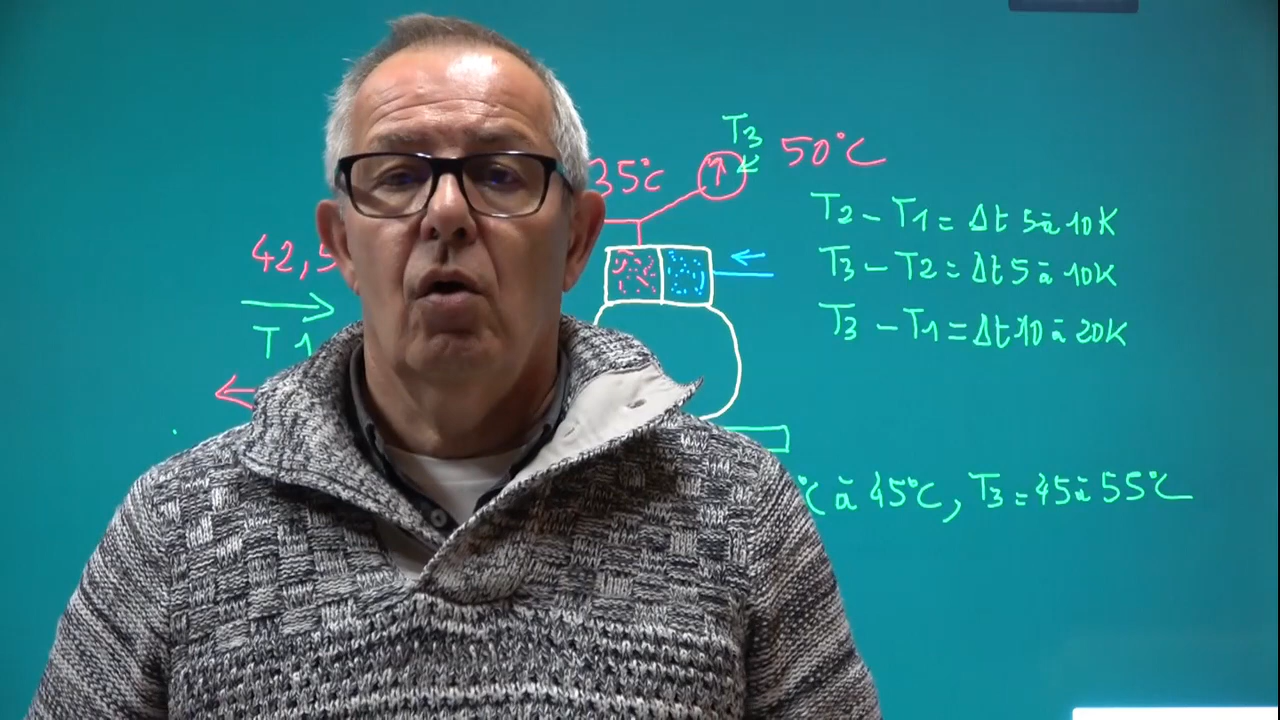 T3
50°C
35°C
T2 - T1 = Δt 5 à 10K
42,5
T3 - T2 = Δt 5 à 10K
T3 - T1 = Δt 10 à 20K
T1
°C à 45°C, T3 = 45 à 55°C